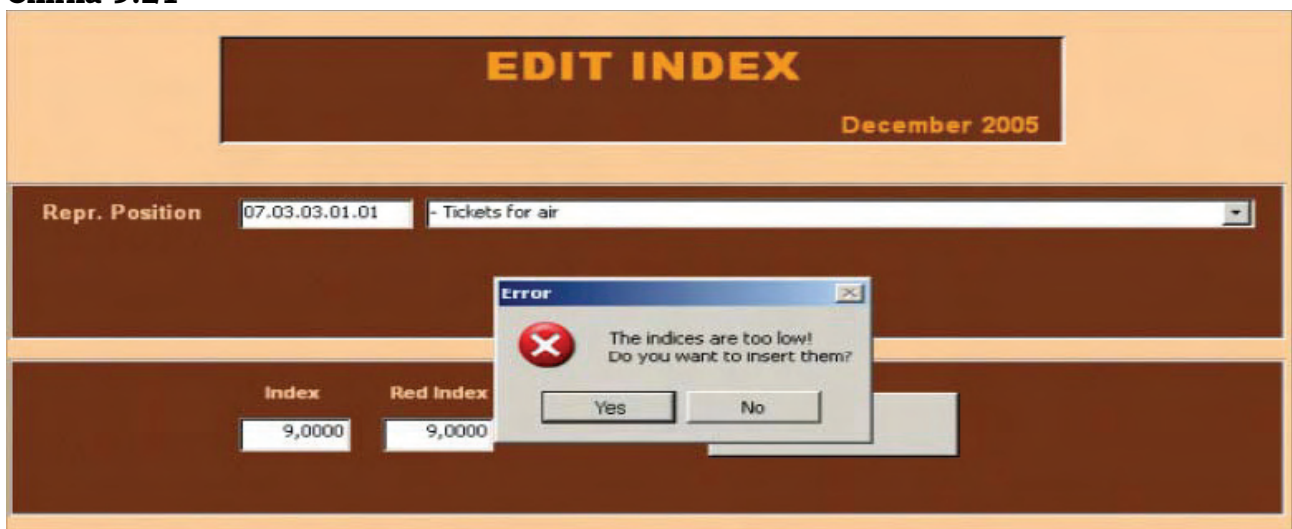 EDIT INDEX
December 2005
Repr. Position 07.03.03.01.01 - Tickets for air
Error
The indices are too low!
Do you want to insert them?
Yes No
Index Red Index
9,0000 9,0000